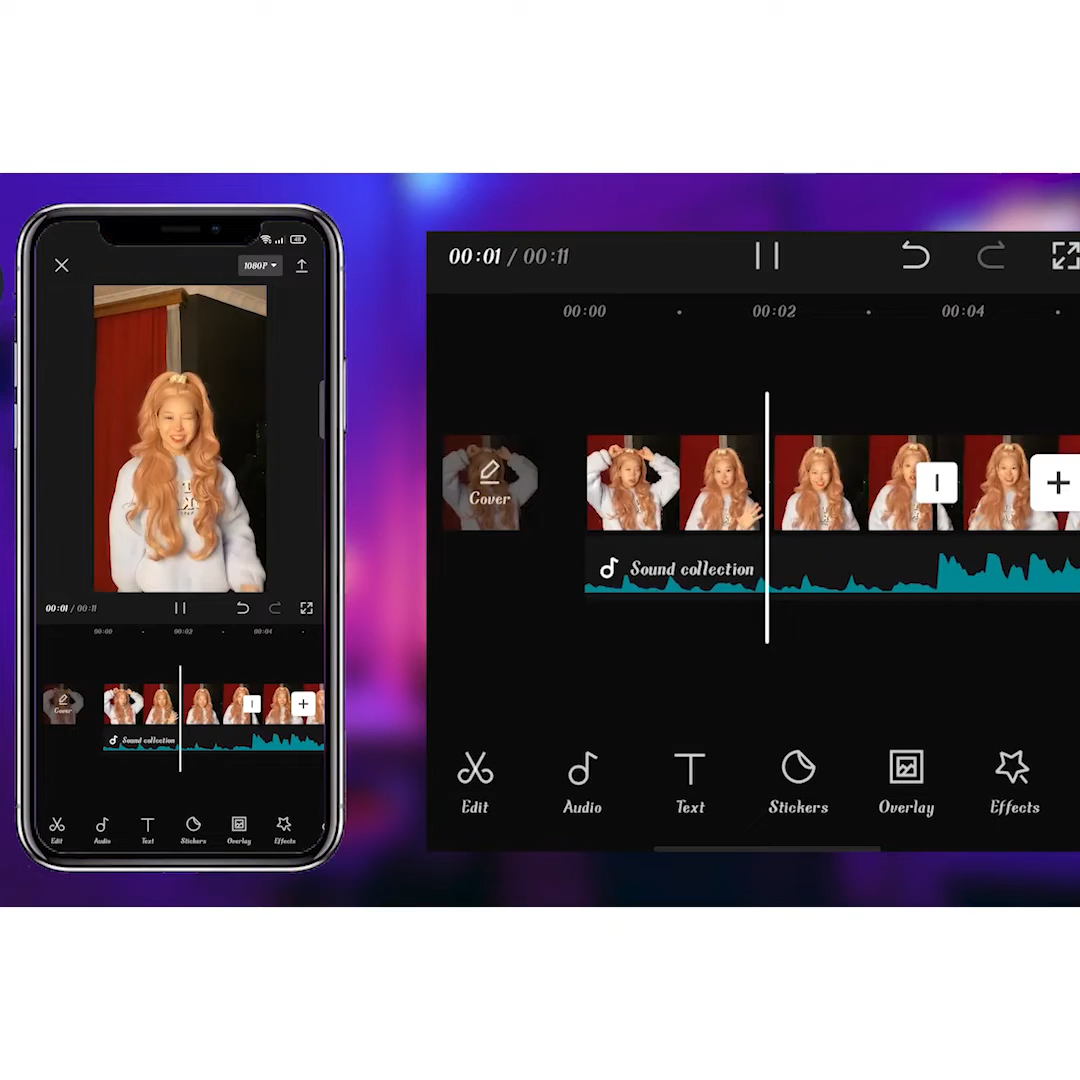 1080P
00:01 / 00:11
00:00
00:02
00:04
Cover
Sound collection
Edit
Audio
Text
Stickers
Overlay
Effects
00:01 / 00:11
00:00
00:02
00:04
Cover
Sound collection
Edit
Audio
Text
Stickers
Overlay
Effects